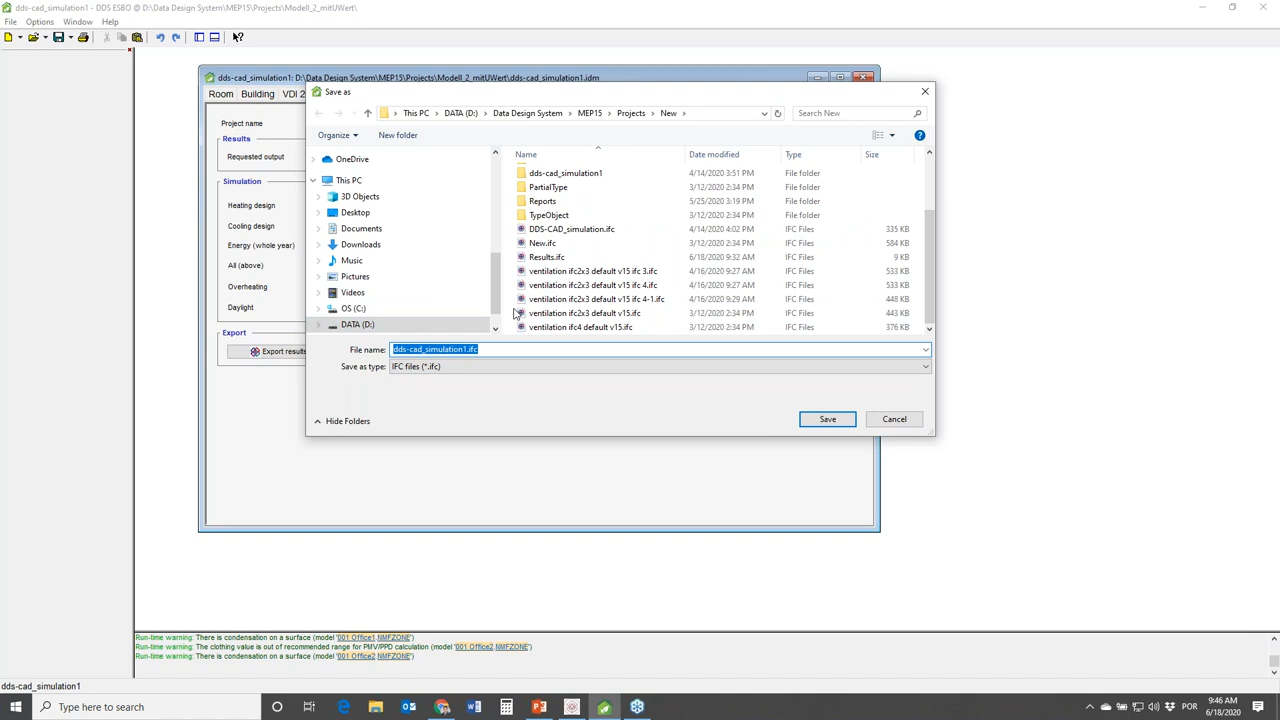 dds-cad_simulation1 - DDS ESBO @ D:\Data Design System\MEP15\Projects\Modell_2_mitUWert\
File Options Window Help
dds-cad_simulation1: D:\Data Design System\MEP15\Projects\Modell_2_mitUWert\dds-cad_simulation1.idm
Room Building VDI 2
Project name
Results
Requested output
Simulation
Heating design
Cooling design
Energy (whole year)
All (above)
Overheating
Daylight
Export
Export results
Save as
This PC > DATA (D:) > Data Design System > MEP15 > Projects > New >
Search New
Organize
New folder
OneDrive
This PC
3D Objects
Desktop
Documents
Downloads
Music
Pictures
Videos
OS (C:)
DATA (D:)
Name Date modified Type Size
dds-cad_simulation1 4/14/2020 3:51 PM File folder
PartialType 3/12/2020 2:34 PM File folder
Reports 5/25/2020 3:19 PM File folder
TypeObject 3/12/2020 2:34 PM File folder
DDS-CAD_simulation.ifc 4/14/2020 4:02 PM IFC Files 335 KB
New.ifc 3/12/2020 2:34 PM IFC Files 584 KB
Results.ifc 6/18/2020 9:32 AM IFC Files 9 KB
ventilation ifc2x3 default v15 ifc 3.ifc 4/16/2020 9:27 AM IFC Files 533 KB
ventilation ifc2x3 default v15 ifc 4.ifc 4/16/2020 9:27 AM IFC Files 533 KB
ventilation ifc2x3 default v15 ifc 4-1.ifc 4/16/2020 9:29 AM IFC Files 448 KB
ventilation ifc2x3 default v15.ifc 3/12/2020 2:34 PM IFC Files 443 KB
ventilation ifc4 default v15.ifc 3/12/2020 2:34 PM IFC Files 376 KB
File name: dds-cad_simulation1.ifc
Save as type: IFC files (*.ifc)
Hide Folders
Save Cancel
Run-time warning: There is condensation on a surface (model '001 Office1.NMFZONE')
Run-time warning: The clothing value is out of recommended range for PMV/PPD calculation (model '001 Office2.NMFZONE')
Run-time warning: There is condensation on a surface (model '001 Office2.NMFZONE')
dds-cad_simulation1
Type here to search
POR
9:46 AM
6/18/2020